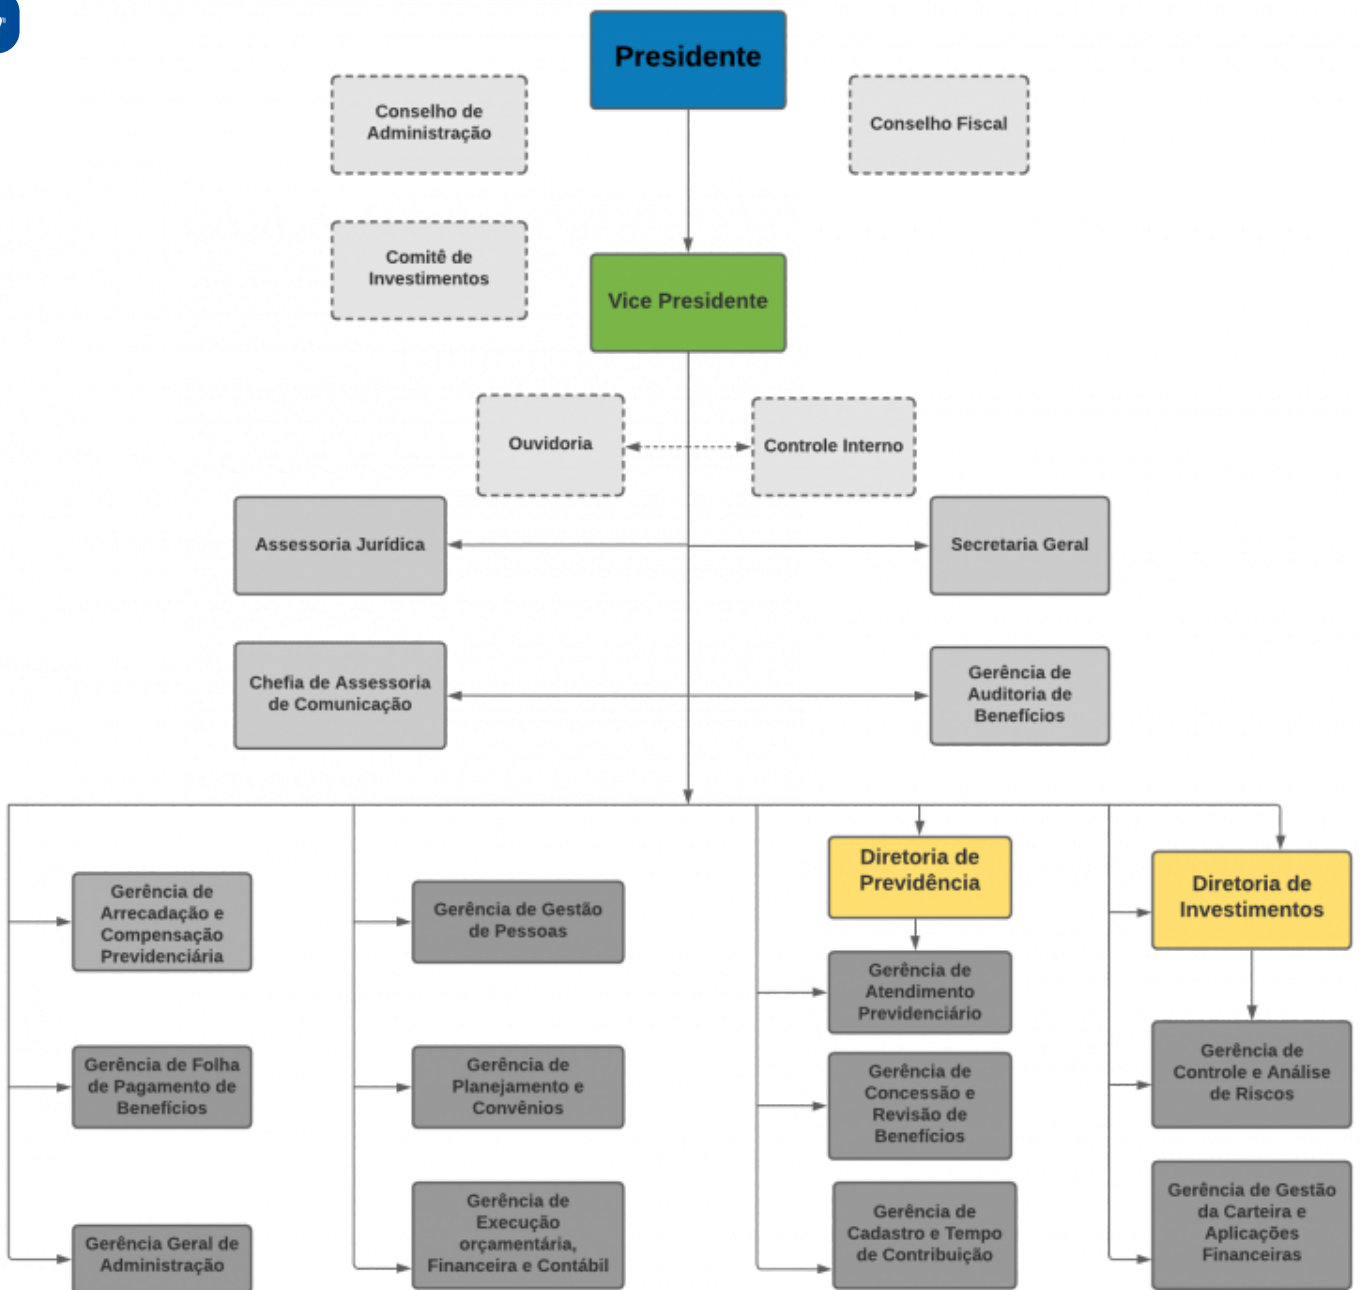 Presidente
Conselho de
Administração
Conselho Fiscal
Comitê de
Investimentos
Vice Presidente
Ouvidoria
Controle Interno
Assessoria Jurídica
Secretaria Geral
Chefia de Assessoria
de Comunicação
Gerência de
Auditoria de
Benefícios
Gerência de
Arrecadação e
Compensação
Previdenciária
Gerência de Gestão
de Pessoas
Diretoria de
Previdência
Diretoria de
Investimentos
Gerência de
Atendimento
Previdenciário
Gerência de Folha
de Pagamento de
Benefícios
Gerência de
Planejamento e
Convênios
Gerência de
Concessão e
Revisão de
Benefícios
Gerência de
Controle e Análise
de Riscos
Gerência Geral de
Administração
Gerência de
Execução
orçamentária,
Financeira e Contábil
Gerência de
Cadastro e Tempo
de Contribuição
Gerência de Gestão
da Carteira e
Aplicações
Financeiras